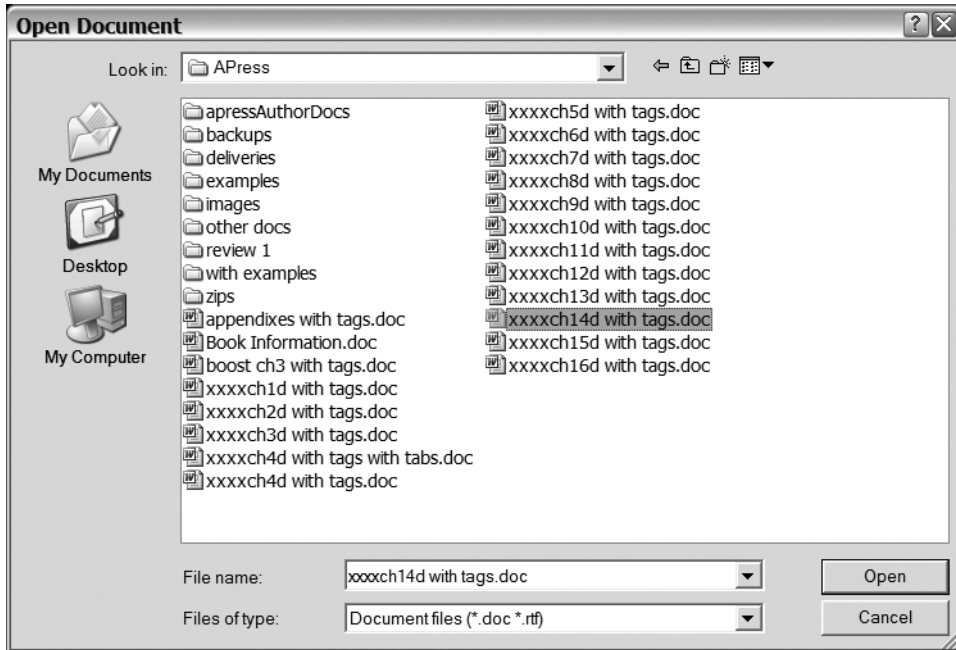 Open Document
Look in: APress
My Documents
Desktop
My Computer
apressAuthorDocs
backups
deliveries
examples
images
other docs
review 1
with examples
zips
appendixes with tags.doc
Book Information.doc
boost ch3 with tags.doc
xxxxch1d with tags.doc
xxxxch2d with tags.doc
xxxxch3d with tags.doc
xxxxch4d with tags with tabs.doc
xxxxch4d with tags.doc
xxxxch5d with tags.doc
xxxxch6d with tags.doc
xxxxch7d with tags.doc
xxxxch8d with tags.doc
xxxxch9d with tags.doc
xxxxch10d with tags.doc
xxxxch11d with tags.doc
xxxxch12d with tags.doc
xxxxch13d with tags.doc
xxxxch14d with tags.doc
xxxxch15d with tags.doc
xxxxch16d with tags.doc
File name: xxxxch14d with tags.doc
Open
Files of type: Document files (*.doc *.rtf)
Cancel